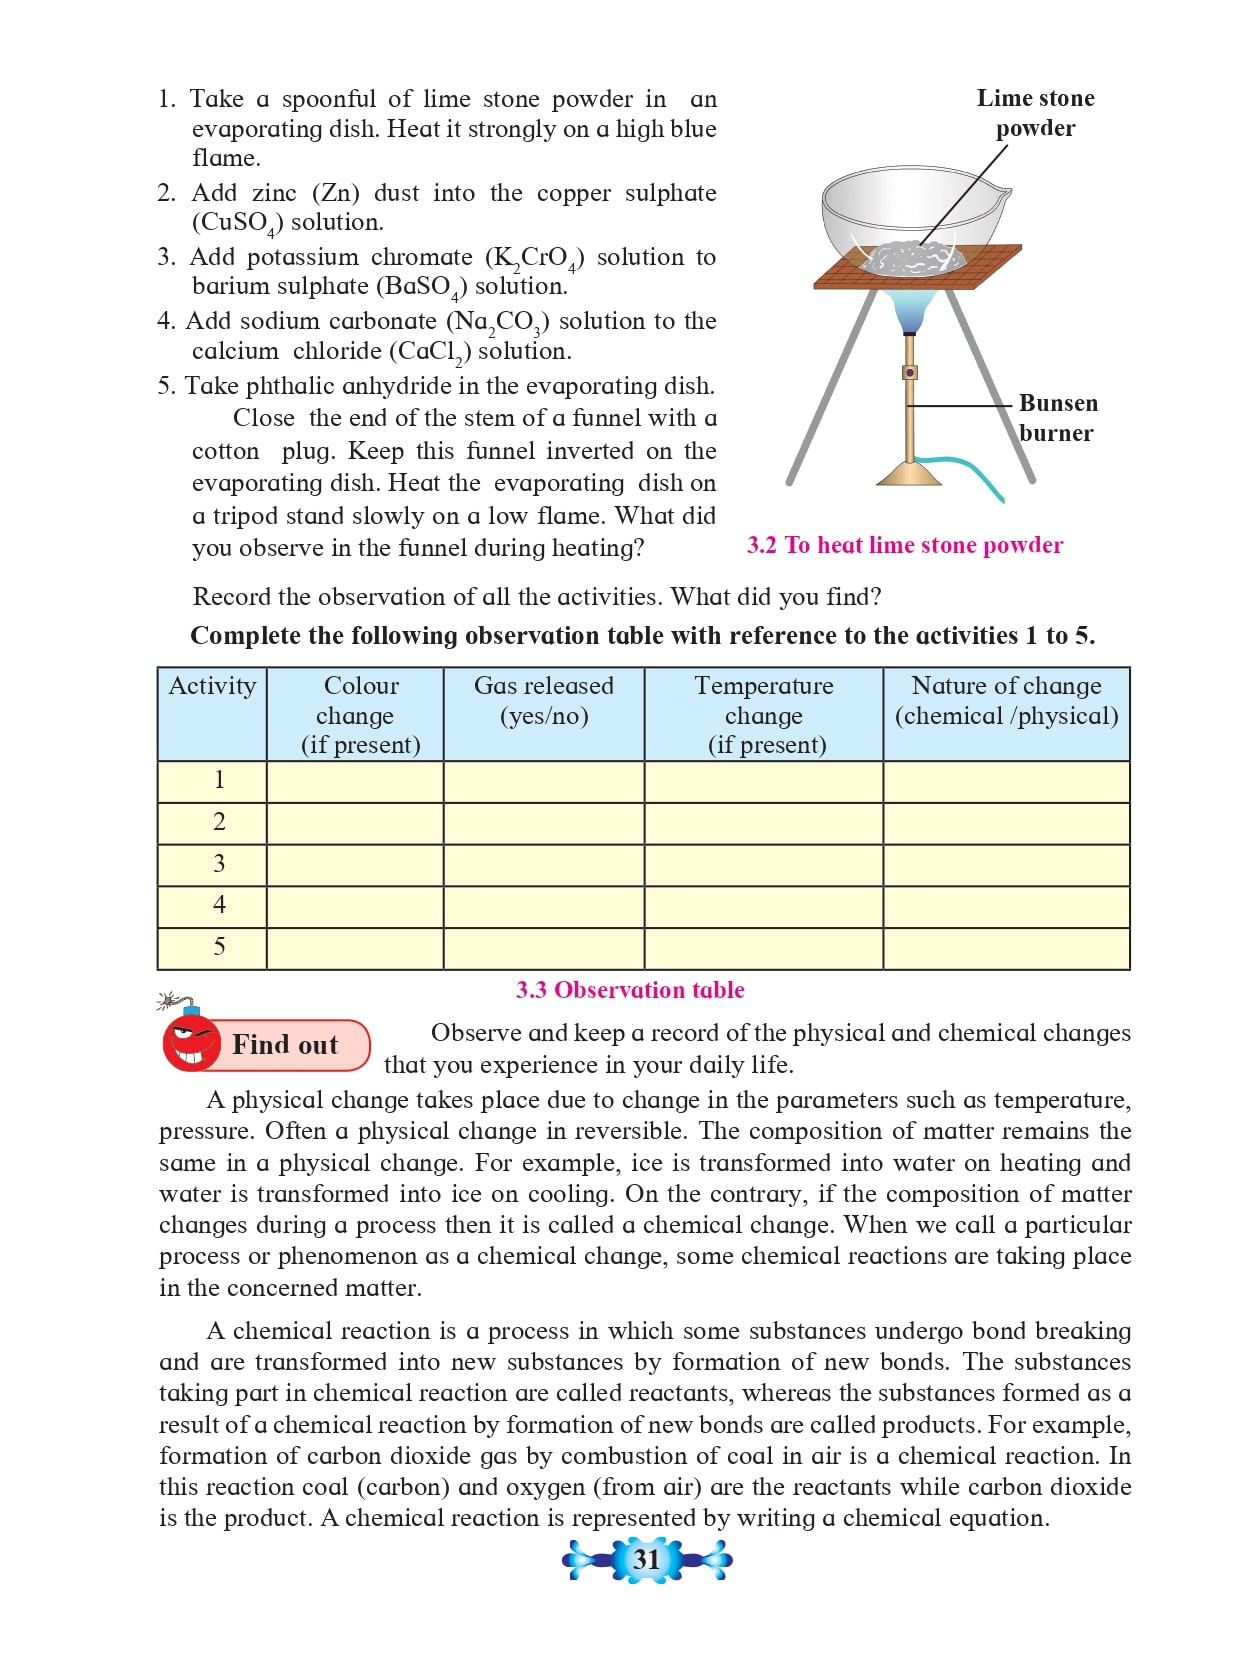 1. Take a spoonful of lime stone powder in an
evaporating dish. Heat it strongly on a high blue
flame.
2. Add zinc (Zn) dust into the copper sulphate
(CuSO₄) solution.
3. Add potassium chromate (K₂CrO₄) solution to
barium sulphate (BaSO₄) solution.
4. Add sodium carbonate (Na₂CO₃) solution to the
calcium chloride (CaCl₂) solution.
5. Take phthalic anhydride in the evaporating dish.
Close the end of the stem of a funnel with a
cotton plug. Keep this funnel inverted on the
evaporating dish. Heat the evaporating dish on
a tripod stand slowly on a low flame. What did
you observe in the funnel during heating?
Lime stone
powder
Bunsen
burner
3.2 To heat lime stone powder
Record the observation of all the activities. What did you find?
Complete the following observation table with reference to the activities 1 to 5.
Activity
Colour
change
(if present)
Gas released
(yes/no)
Temperature
change
(if present)
Nature of change
(chemical /physical)
1
2
3
4
5
3.3 Observation table
Find out
Observe and keep a record of the physical and chemical changes
that you experience in your daily life.
A physical change takes place due to change in the parameters such as temperature,
pressure. Often a physical change in reversible. The composition of matter remains the
same in a physical change. For example, ice is transformed into water on heating and
water is transformed into ice on cooling. On the contrary, if the composition of matter
changes during a process then it is called a chemical change. When we call a particular
process or phenomenon as a chemical change, some chemical reactions are taking place
in the concerned matter.
A chemical reaction is a process in which some substances undergo bond breaking
and are transformed into new substances by formation of new bonds. The substances
taking part in chemical reaction are called reactants, whereas the substances formed as a
result of a chemical reaction by formation of new bonds are called products. For example,
formation of carbon dioxide gas by combustion of coal in air is a chemical reaction. In
this reaction coal (carbon) and oxygen (from air) are the reactants while carbon dioxide
is the product. A chemical reaction is represented by writing a chemical equation.
31